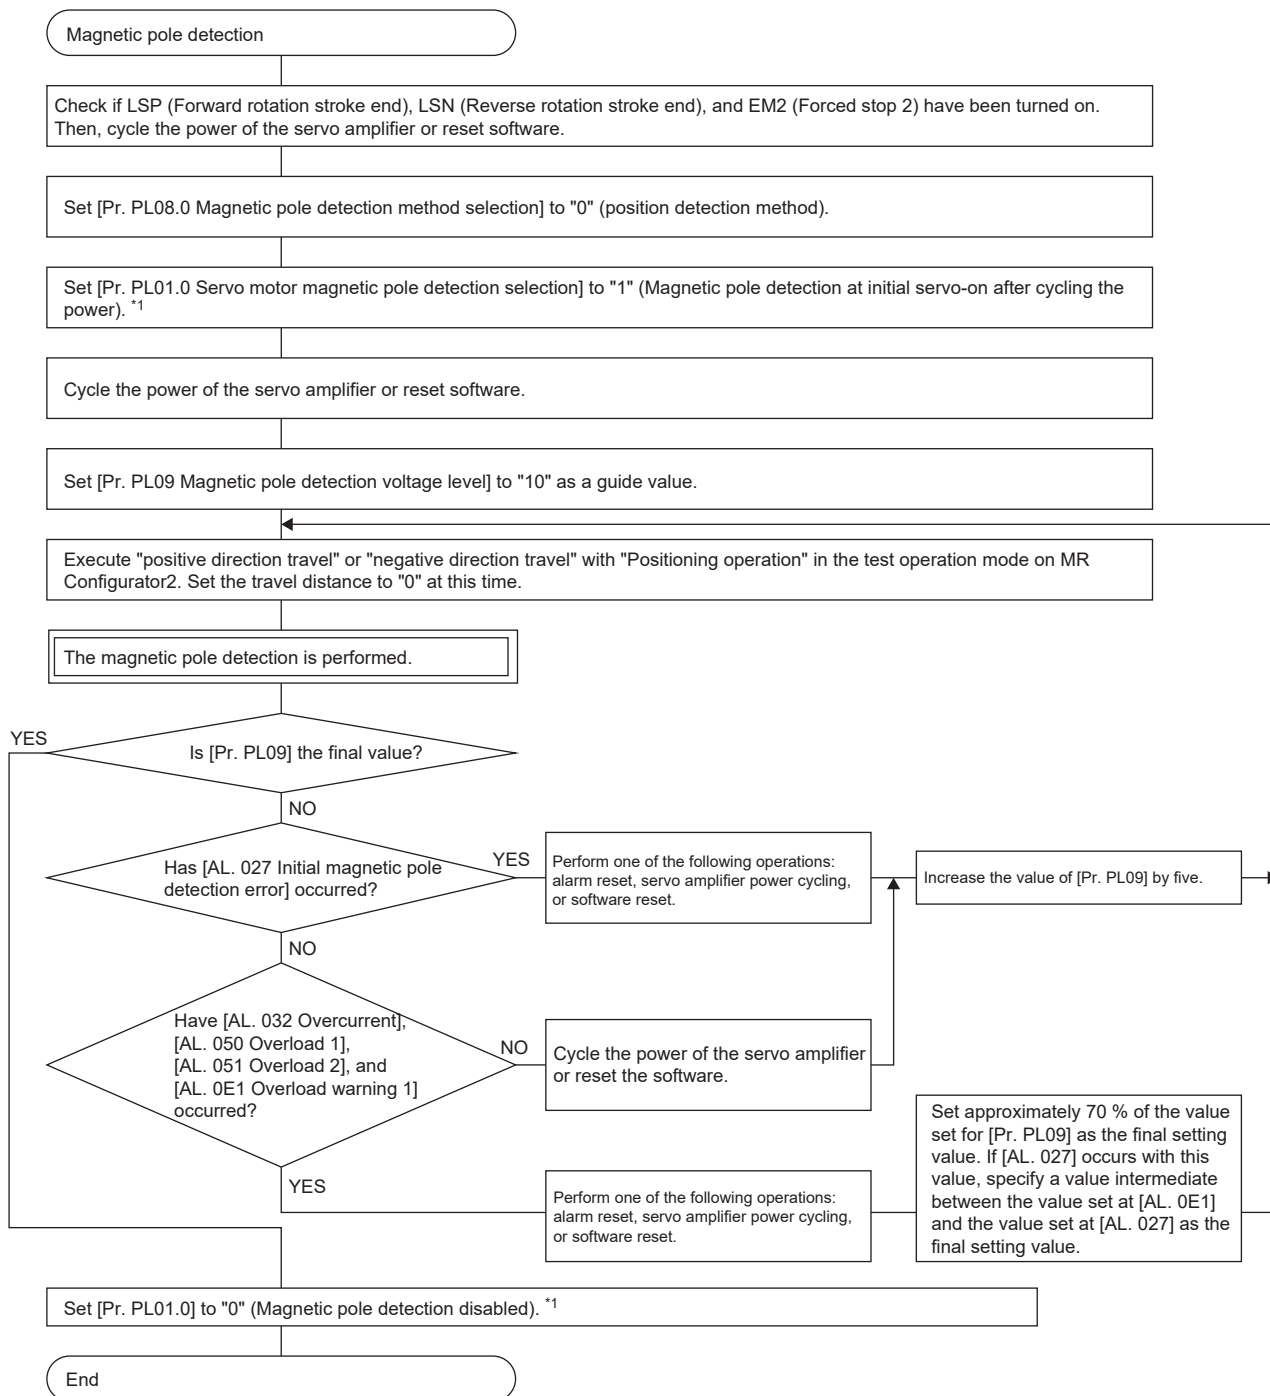 Magnetic pole detection
Check if LSP (Forward rotation stroke end), LSN (Reverse rotation stroke end), and EM2 (Forced stop 2) have been turned on.
Then, cycle the power of the servo amplifier or reset software.
Set [Pr. PL08.0 Magnetic pole detection method selection] to "0" (position detection method).
Set [Pr. PL01.0 Servo motor magnetic pole detection selection] to "1" (Magnetic pole detection at initial servo-on after cycling the
power). *1
Cycle the power of the servo amplifier or reset software.
Set [Pr. PL09 Magnetic pole detection voltage level] to "10" as a guide value.
Execute "positive direction travel" or "negative direction travel" with "Positioning operation" in the test operation mode on MR
Configurator2. Set the travel distance to "0" at this time.
The magnetic pole detection is performed.
YES
Is [Pr. PL09] the final value?
NO
Has [AL. 027 Initial magnetic pole
detection error] occurred?
YES
Perform one of the following operations:
alarm reset, servo amplifier power cycling,
or software reset.
Increase the value of [Pr. PL09] by five.
NO
Have [AL. 032 Overcurrent],
[AL. 050 Overload 1],
[AL. 051 Overload 2], and
[AL. 0E1 Overload warning 1]
occurred?
NO
Cycle the power of the servo amplifier
or reset the software.
YES
Perform one of the following operations:
alarm reset, servo amplifier power cycling,
or software reset.
Set approximately 70 % of the value
set for [Pr. PL09] as the final setting
value. If [AL. 027] occurs with this
value, specify a value intermediate
between the value set at [AL. 0E1]
and the value set at [AL. 027] as the
final setting value.
Set [Pr. PL01.0] to "0" (Magnetic pole detection disabled). *1
End